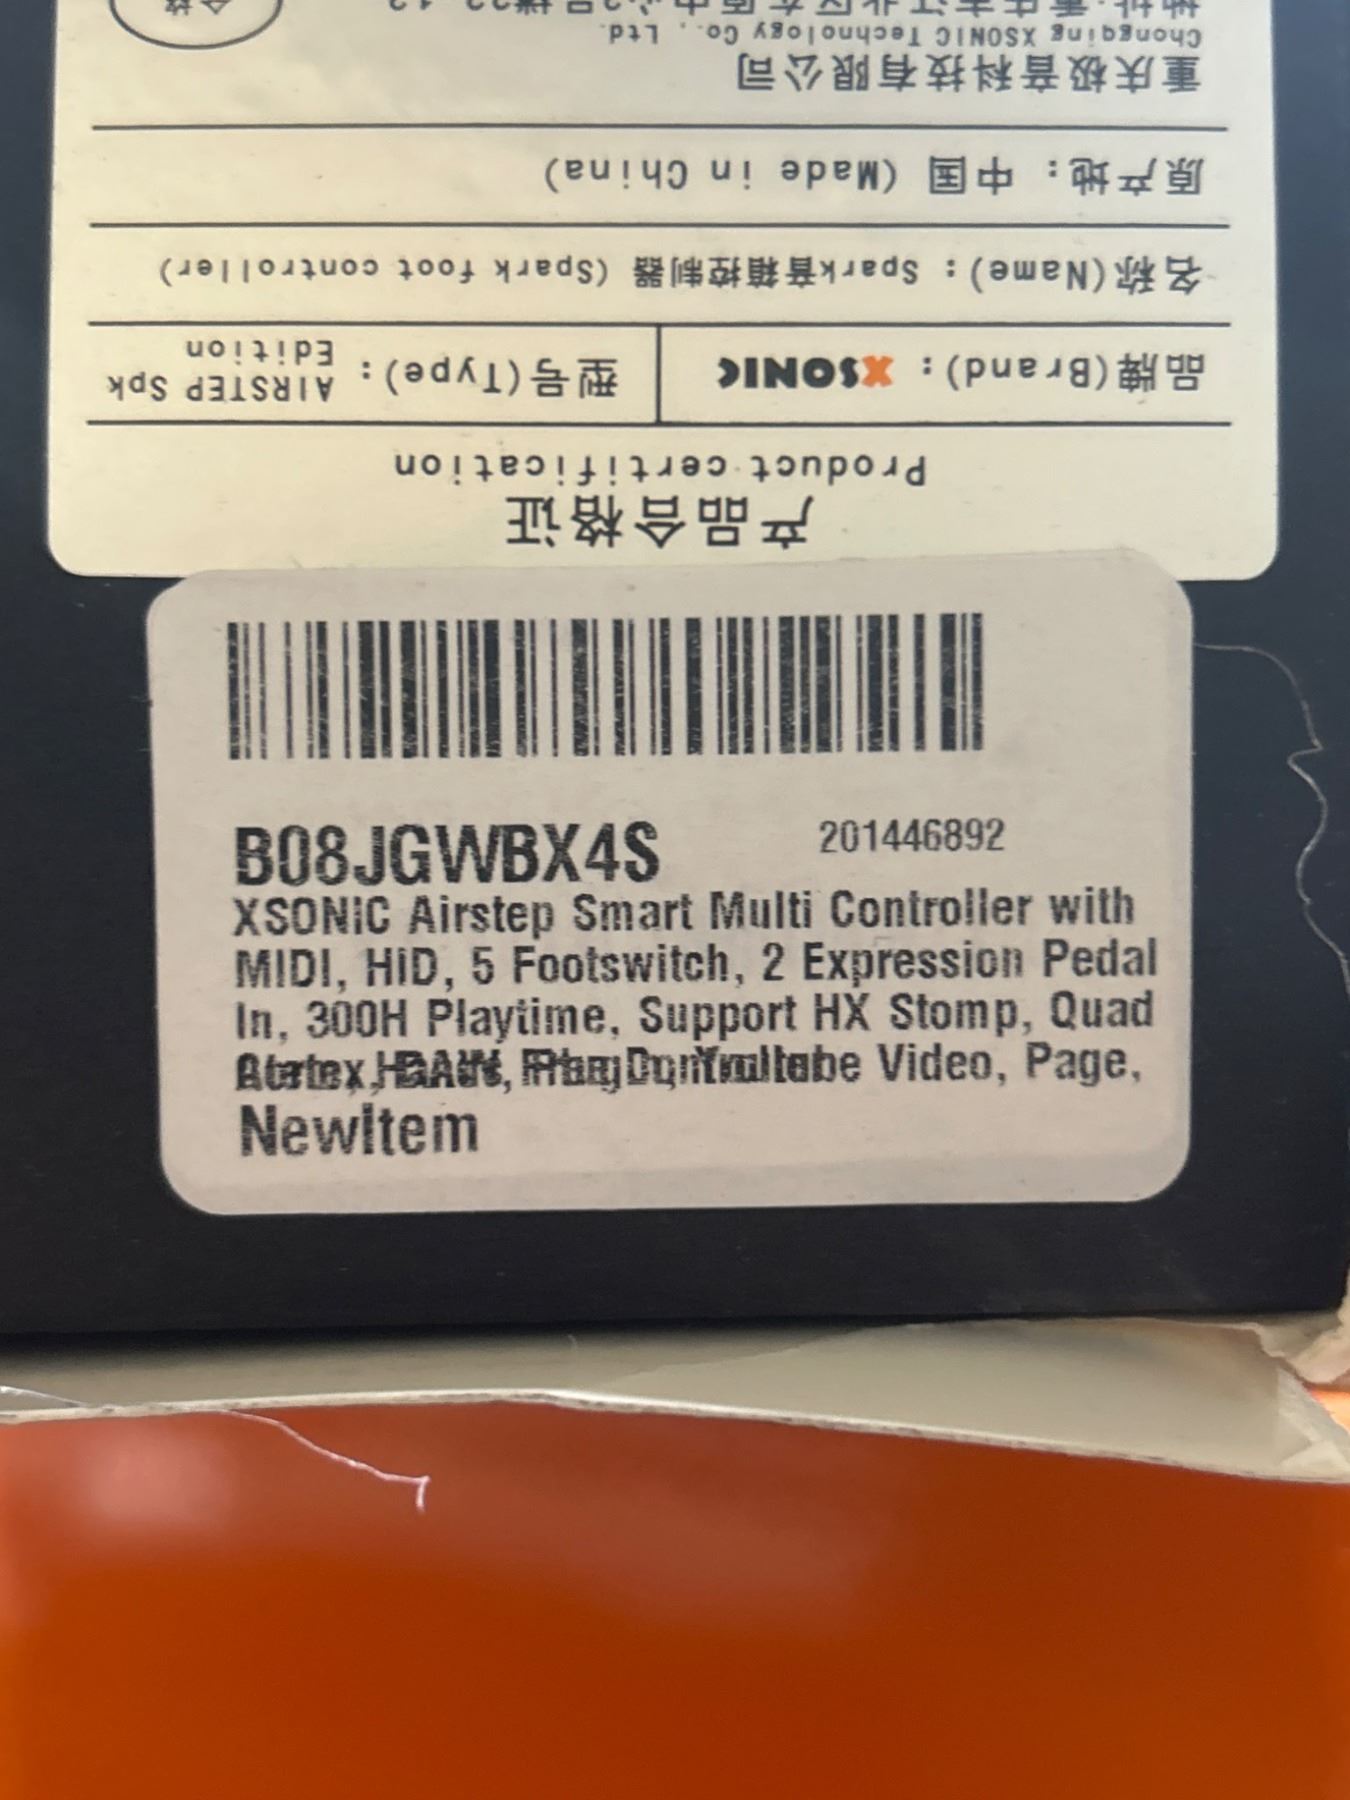 产品合格证
Product certification
品牌(Brand): XSONIC
型号(Type): AIRSTEP Spk
Edition
名称(Name): Spark音箱控制器 (Spark foot controller)
原产地: 中国 (Made in China)
重庆极音科技有限公司
Chongqing XSONIC Technology Co., Ltd.
B08JGWBX4S
201446892
XSONIC Airstep Smart Multi Controller with
MIDI, HID, 5 Footswitch, 2 Expression Pedal
In, 300H Playtime, Support HX Stomp, Quad
Video, Page,
NewItem